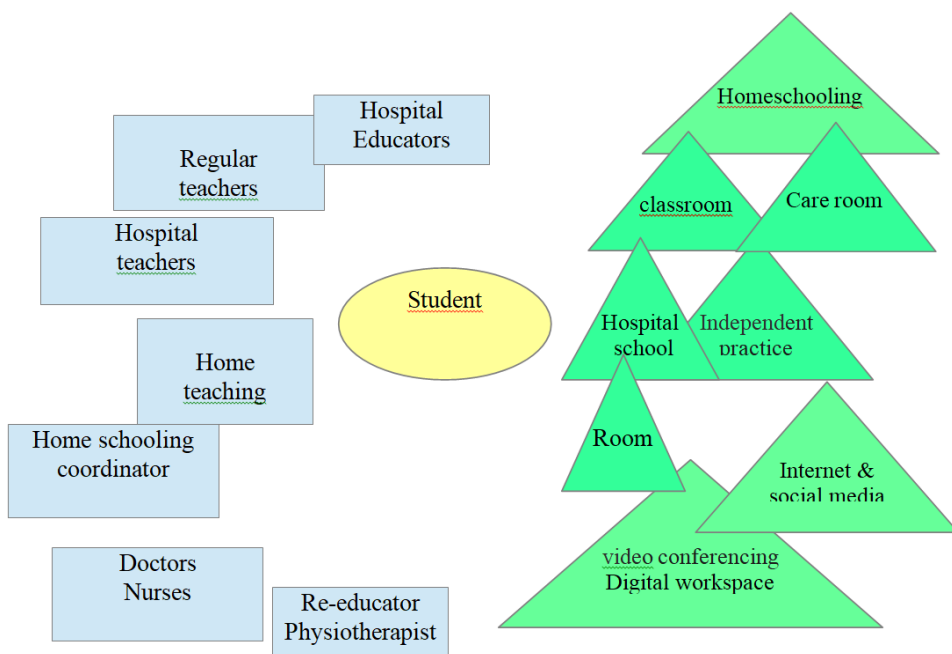 Hospital
Educators
Regular
teachers
Hospital
teachers
Home
teaching
Home schooling
coordinator
Doctors
Nurses
Re-educator
Physiotherapist
Student
Homeschooling
classroom
Care room
Hospital
school
Independent
practice
Room
Internet &
social media
video conferencing
Digital workspace